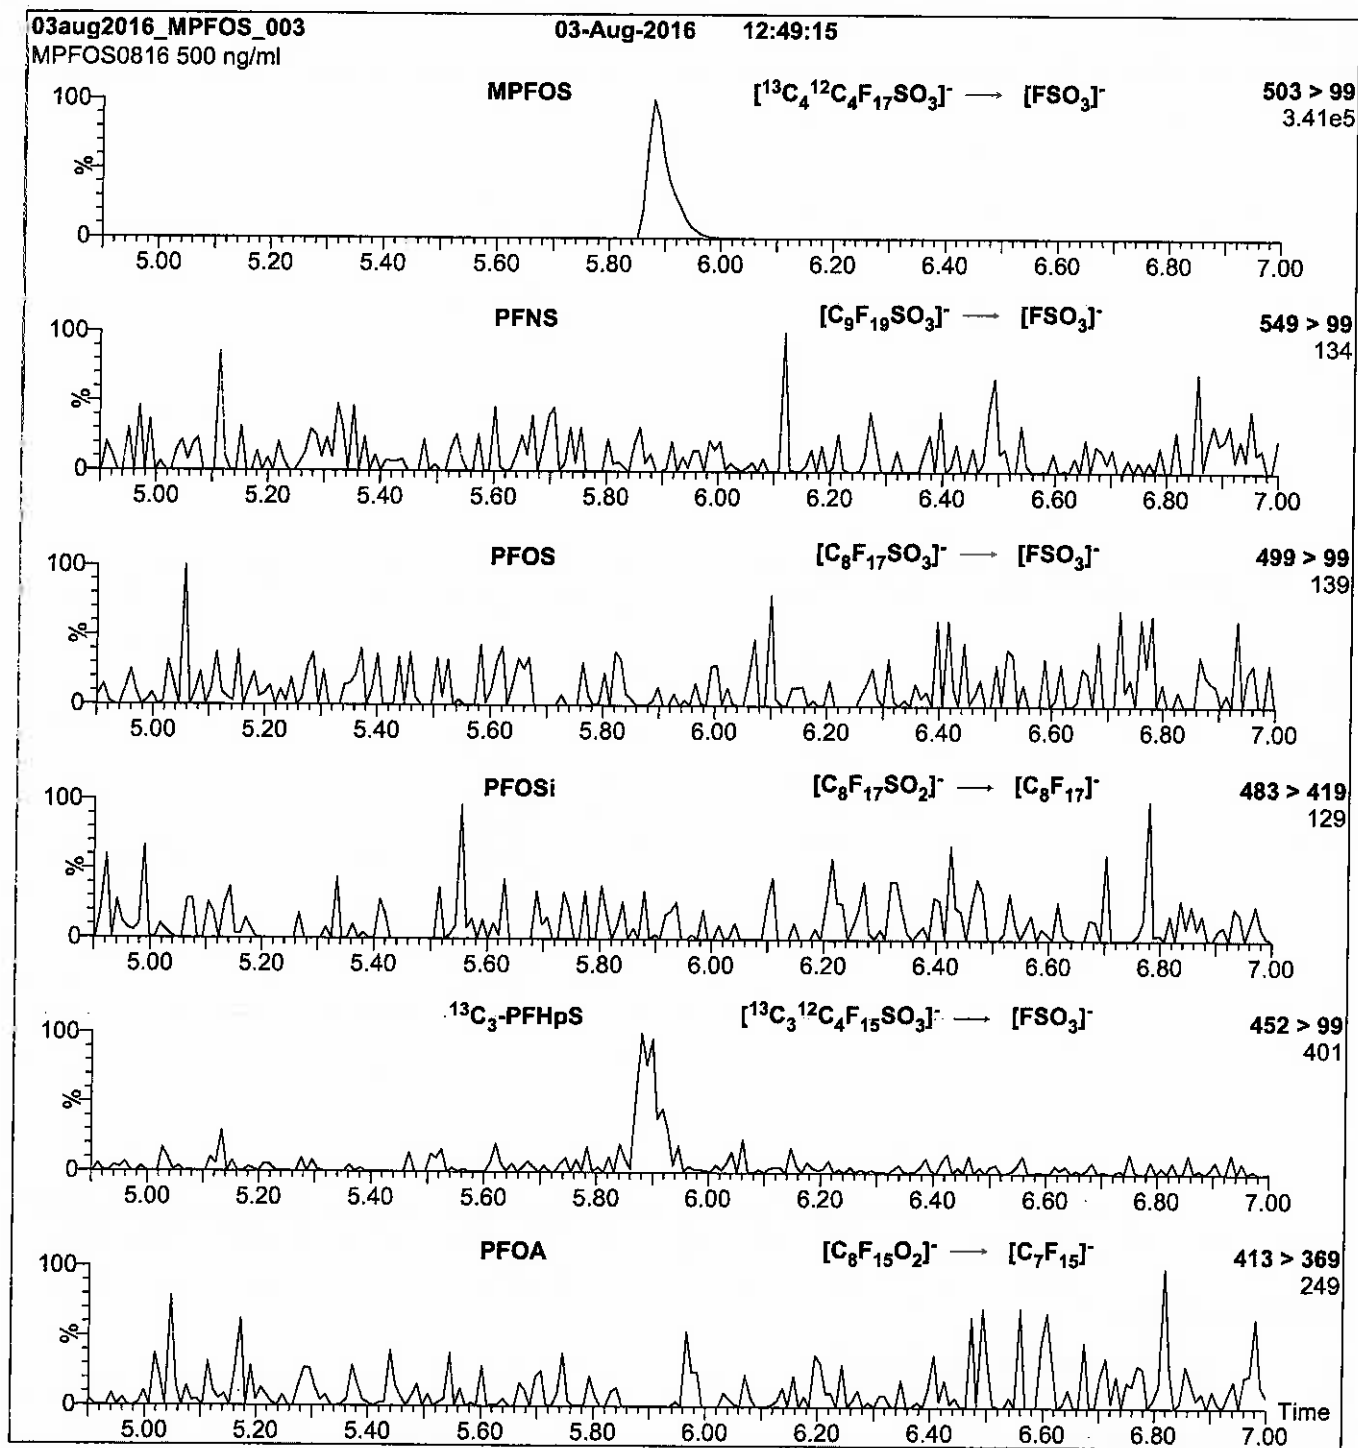 03aug2016_MPFOS_003 03-Aug-2016 12:49:15
MPFOS0816 500 ng/ml
MPFOS [¹³C₄¹²C₄F₁₇SO₃]⁻ → [FSO₃]⁻ 503 > 99
3.41e5
100
%
0
5.00 5.20 5.40 5.60 5.80 6.00 6.20 6.40 6.60 6.80 7.00
PFNS [C₉F₁₉SO₃]⁻ → [FSO₃]⁻ 549 > 99
134
100
%
0
5.00 5.20 5.40 5.60 5.80 6.00 6.20 6.40 6.60 6.80 7.00
PFOS [C₈F₁₇SO₃]⁻ → [FSO₃]⁻ 499 > 99
139
100
%
0
5.00 5.20 5.40 5.60 5.80 6.00 6.20 6.40 6.60 6.80 7.00
PFOSi [C₈F₁₇SO₂]⁻ → [C₈F₁₇]⁻ 483 > 419
129
100
%
0
5.00 5.20 5.40 5.60 5.80 6.00 6.20 6.40 6.60 6.80 7.00
¹³C₃-PFHpS [¹³C₃¹²C₄F₁₅SO₃]⁻ → [FSO₃]⁻ 452 > 99
401
100
%
0
5.00 5.20 5.40 5.60 5.80 6.00 6.20 6.40 6.60 6.80 7.00
PFOA [C₈F₁₅O₂]⁻ → [C₇F₁₅]⁻ 413 > 369
249
100
%
0
Time
5.00 5.20 5.40 5.60 5.80 6.00 6.20 6.40 6.60 6.80 7.00